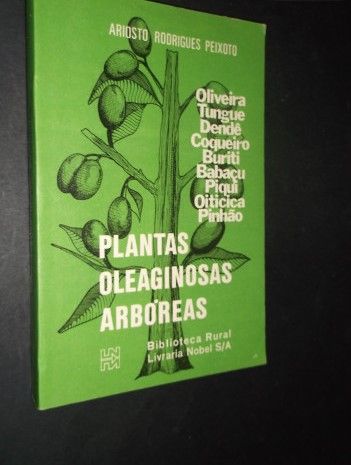 ARIOSTO RODRIGUES PEIXOTO
Oliveira
Tungue
Dendê
Coqueiro
Buriti
Babaçu
Piqui
Oiticica
Pinhão
PLANTAS
OLEAGINOSAS
ARBÓREAS
Biblioteca Rural
Livraria Nobel S/A